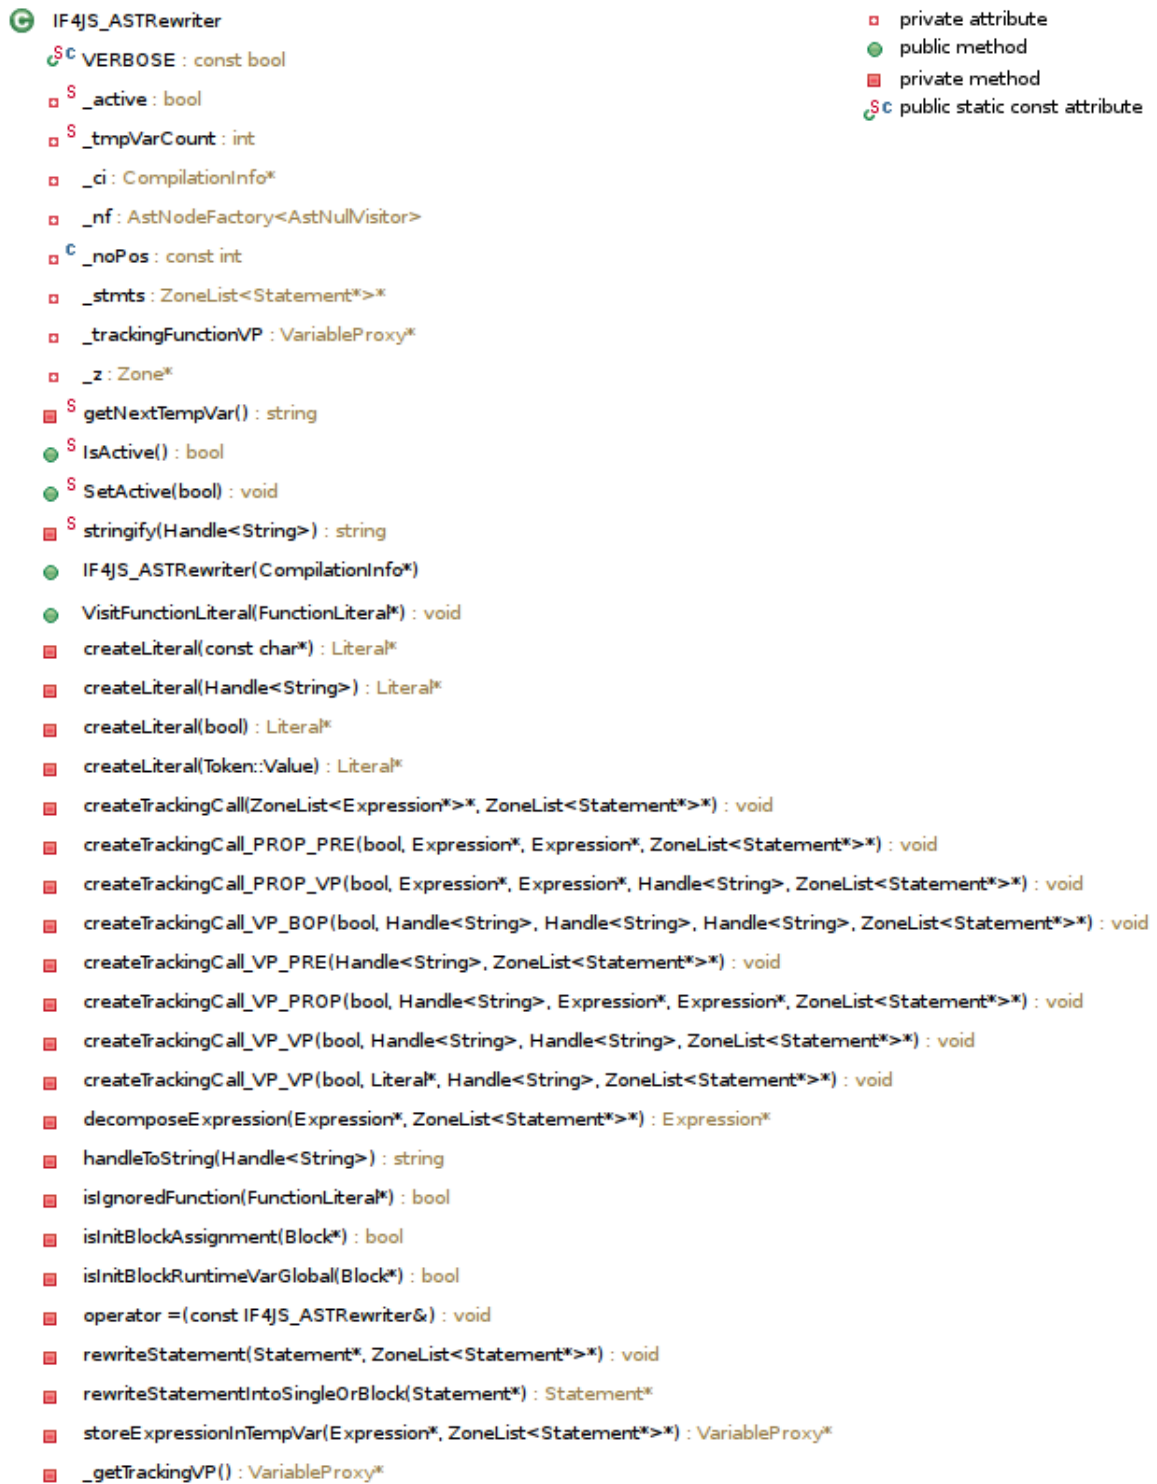 IF4JS_ASTRewriter
S C VERBOSE : const bool
S _active : bool
S _tmpVarCount : int
_ci : CompilationInfo*
_nf : AstNodeFactory<AstNullVisitor>
C _noPos : const int
_stmts : ZoneList<Statement*>*
_trackingFunctionVP : VariableProxy*
_z : Zone*
S getNextTempVar() : string
S IsActive() : bool
S SetActive(bool) : void
S stringify(Handle<String>) : string
IF4JS_ASTRewriter(CompilationInfo*)
VisitFunctionLiteral(FunctionLiteral*) : void
createLiteral(const char*) : Literal*
createLiteral(Handle<String>) : Literal*
createLiteral(bool) : Literal*
createLiteral(Token::Value) : Literal*
createTrackingCall(ZoneList<Expression*>*, ZoneList<Statement*>*) : void
createTrackingCall_PROP_PRE(bool, Expression*, Expression*, ZoneList<Statement*>*) : void
createTrackingCall_PROP_VP(bool, Expression*, Expression*, Handle<String>, ZoneList<Statement*>*) : void
createTrackingCall_VP_BOP(bool, Handle<String>, Handle<String>, Handle<String>, ZoneList<Statement*>*) : void
createTrackingCall_VP_PRE(Handle<String>, ZoneList<Statement*>*) : void
createTrackingCall_VP_PROP(bool, Handle<String>, Expression*, Expression*, ZoneList<Statement*>*) : void
createTrackingCall_VP_VP(bool, Handle<String>, Handle<String>, ZoneList<Statement*>*) : void
createTrackingCall_VP_VP(bool, Literal*, Handle<String>, ZoneList<Statement*>*) : void
decomposeExpression(Expression*, ZoneList<Statement*>*) : Expression*
handleToString(Handle<String>) : string
isIgnoredFunction(FunctionLiteral*) : bool
isInitBlockAssignment(Block*) : bool
isInitBlockRuntimeVarGlobal(Block*) : bool
operator =(const IF4JS_ASTRewriter&) : void
rewriteStatement(Statement*, ZoneList<Statement*>*) : void
rewriteStatementIntoSingleOrBlock(Statement*) : Statement*
storeExpressionInTempVar(Expression*, ZoneList<Statement*>*) : VariableProxy*
_getTrackingVP() : VariableProxy*
private attribute
public method
private method
S C public static const attribute